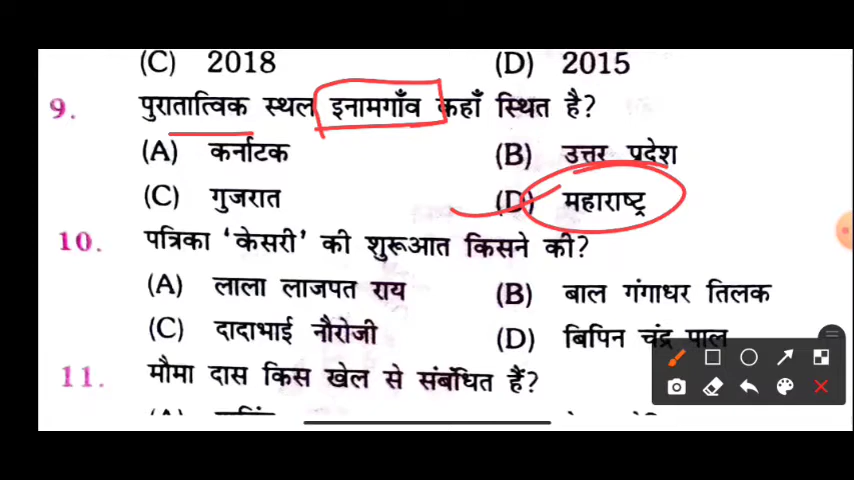 (C) 2018 (D) 2015
9. पुरातात्विक स्थल इनामगाँव कहाँ स्थित है?
(A) कर्नाटक (B) उत्तर प्रदेश
(C) गुजरात (D) महाराष्ट्र
10. पत्रिका 'केसरी' की शुरूआत किसने की?
(A) लाला लाजपत राय (B) बाल गंगाधर तिलक
(C) दादाभाई नौरोजी (D) बिपिन चंद्र पाल
11. मौमा दास किस खेल से संबंधित हैं?